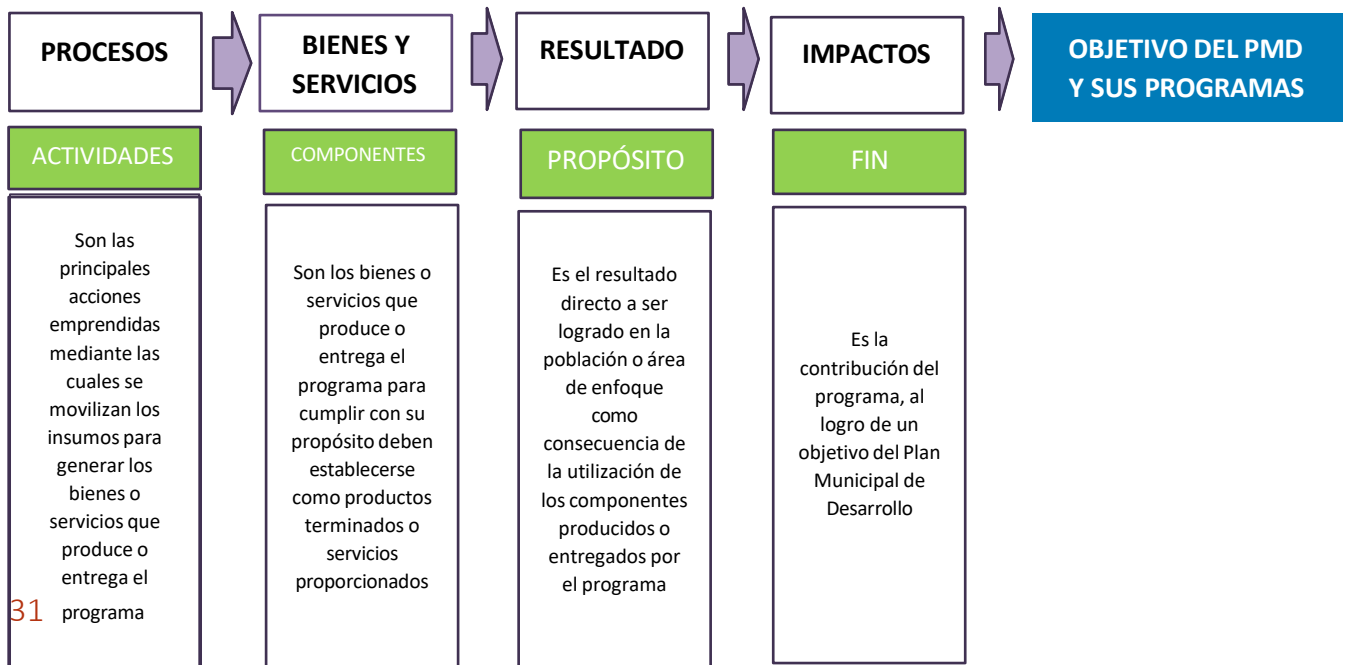 PROCESOS
BIENES Y
SERVICIOS
RESULTADO
IMPACTOS
OBJETIVO DEL PMD
Y SUS PROGRAMAS
ACTIVIDADES
COMPONENTES
PROPÓSITO
FIN
Son las
principales
acciones
emprendidas
mediante las
cuales se
movilizan los
insumos para
generar los
bienes o
servicios que
produce o
entrega el
programa
Son los bienes o
servicios que
produce o
entrega el
programa para
cumplir con su
propósito deben
establecerse
como productos
terminados o
servicios
proporcionados
Es el resultado
directo a ser
logrado en la
población o área
de enfoque
como
consecuencia de
la utilización de
los componentes
producidos o
entregados por
el programa
Es la
contribución del
programa, al
logro de un
objetivo del Plan
Municipal de
Desarrollo
31